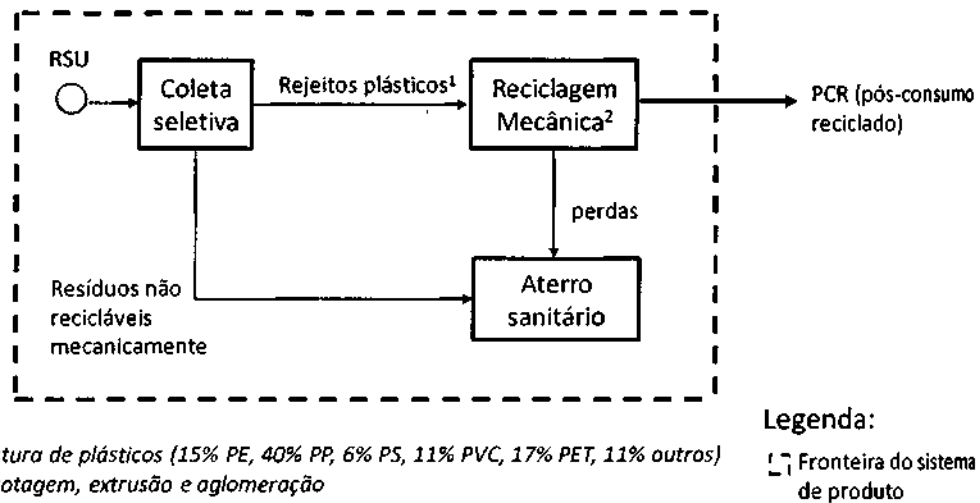 RSU
Coleta
seletiva
Rejeitos plásticos¹
Reciclagem
Mecânica²
PCR (pós-consumo
reciclado)
perdas
Resíduos não
recicláveis
mecanicamente
Aterro
sanitário
Legenda:
Fronteira do sistema
de produto
tura de plásticos (15% PE, 40% PP, 6% PS, 11% PVC, 17% PET, 11% outros)
otagem, extrusão e aglomeração